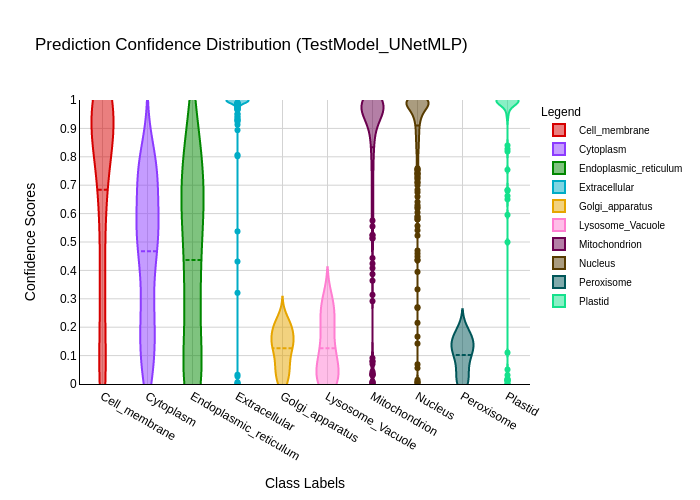 Prediction Confidence Distribution (TestModel_UNetMLP)
Confidence Scores
1
0.9
0.8
0.7
0.6
0.5
0.4
0.3
0.2
0.1
0
Cell_membrane
Cytoplasm
Endoplasmic_reticulum
Extracellular
Golgi_apparatus
Lysosome_Vacuole
Mitochondrion
Nucleus
Peroxisome
Plastid
Class Labels
Legend
Cell_membrane
Cytoplasm
Endoplasmic_reticulum
Extracellular
Golgi_apparatus
Lysosome_Vacuole
Mitochondrion
Nucleus
Peroxisome
Plastid